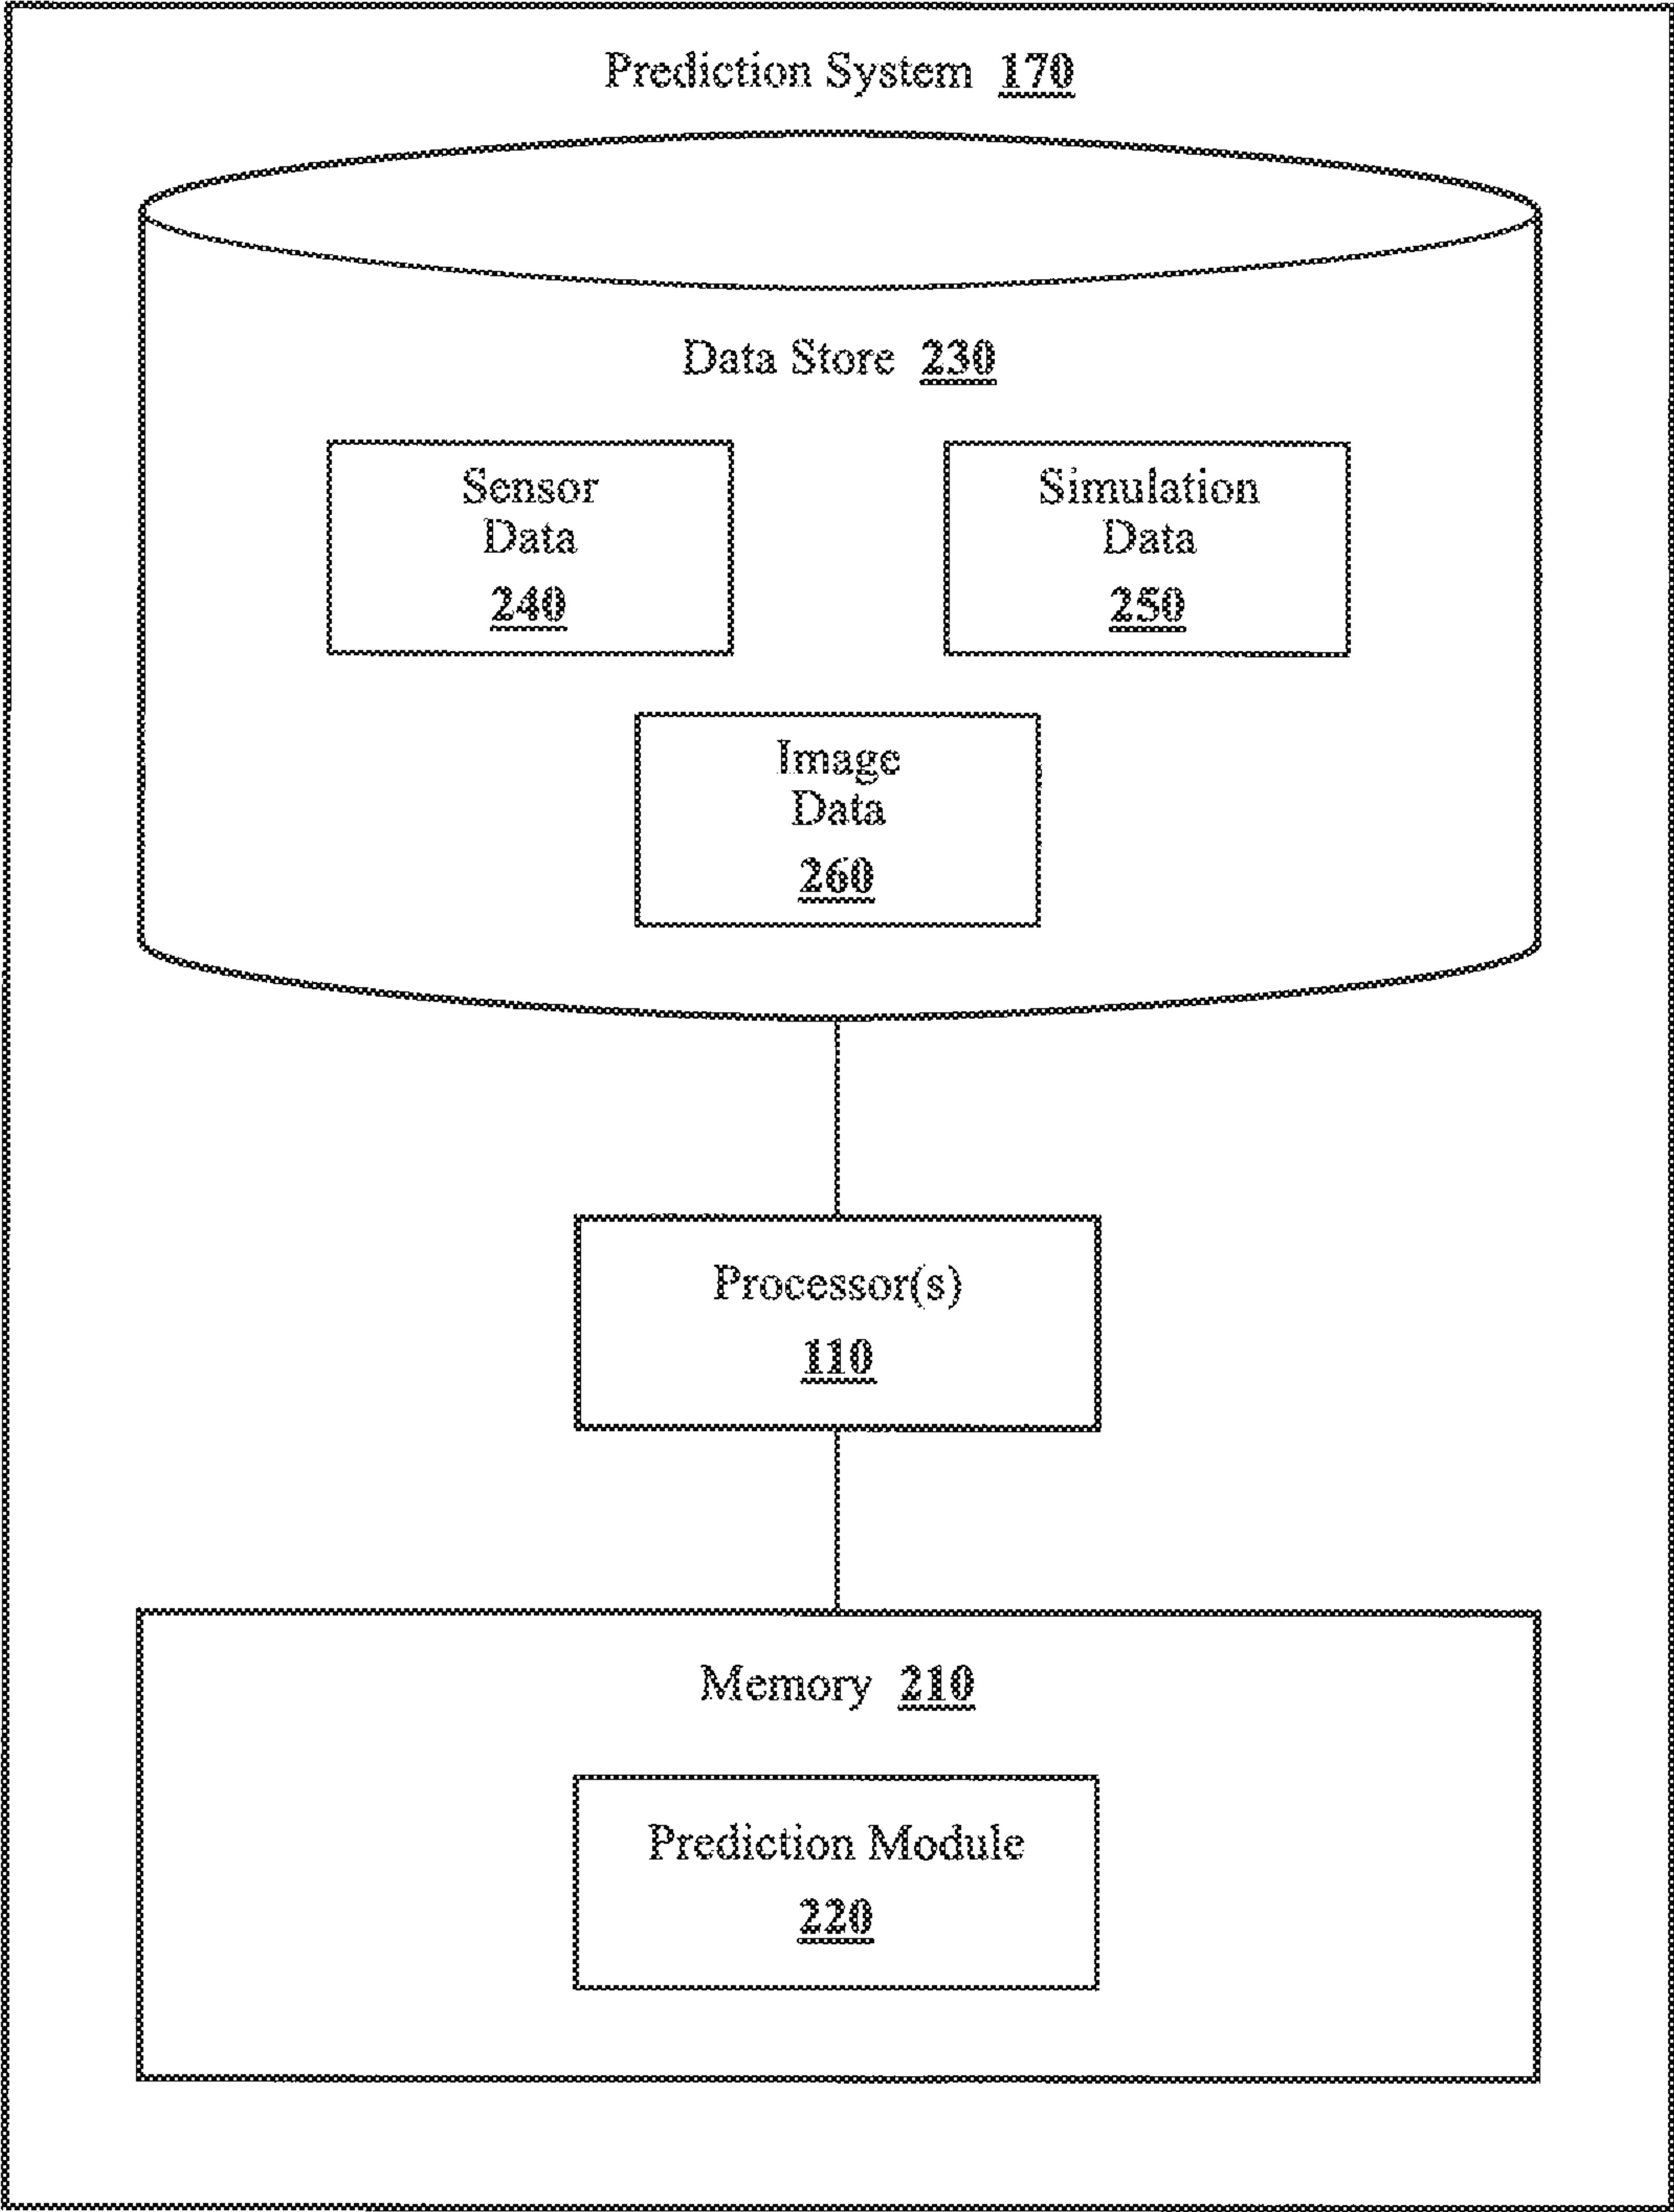 Prediction System 170
Data Store 230
Sensor
Data
240
Simulation
Data
250
Image
Data
260
Processor(s)
110
Memory 210
Prediction Module
220